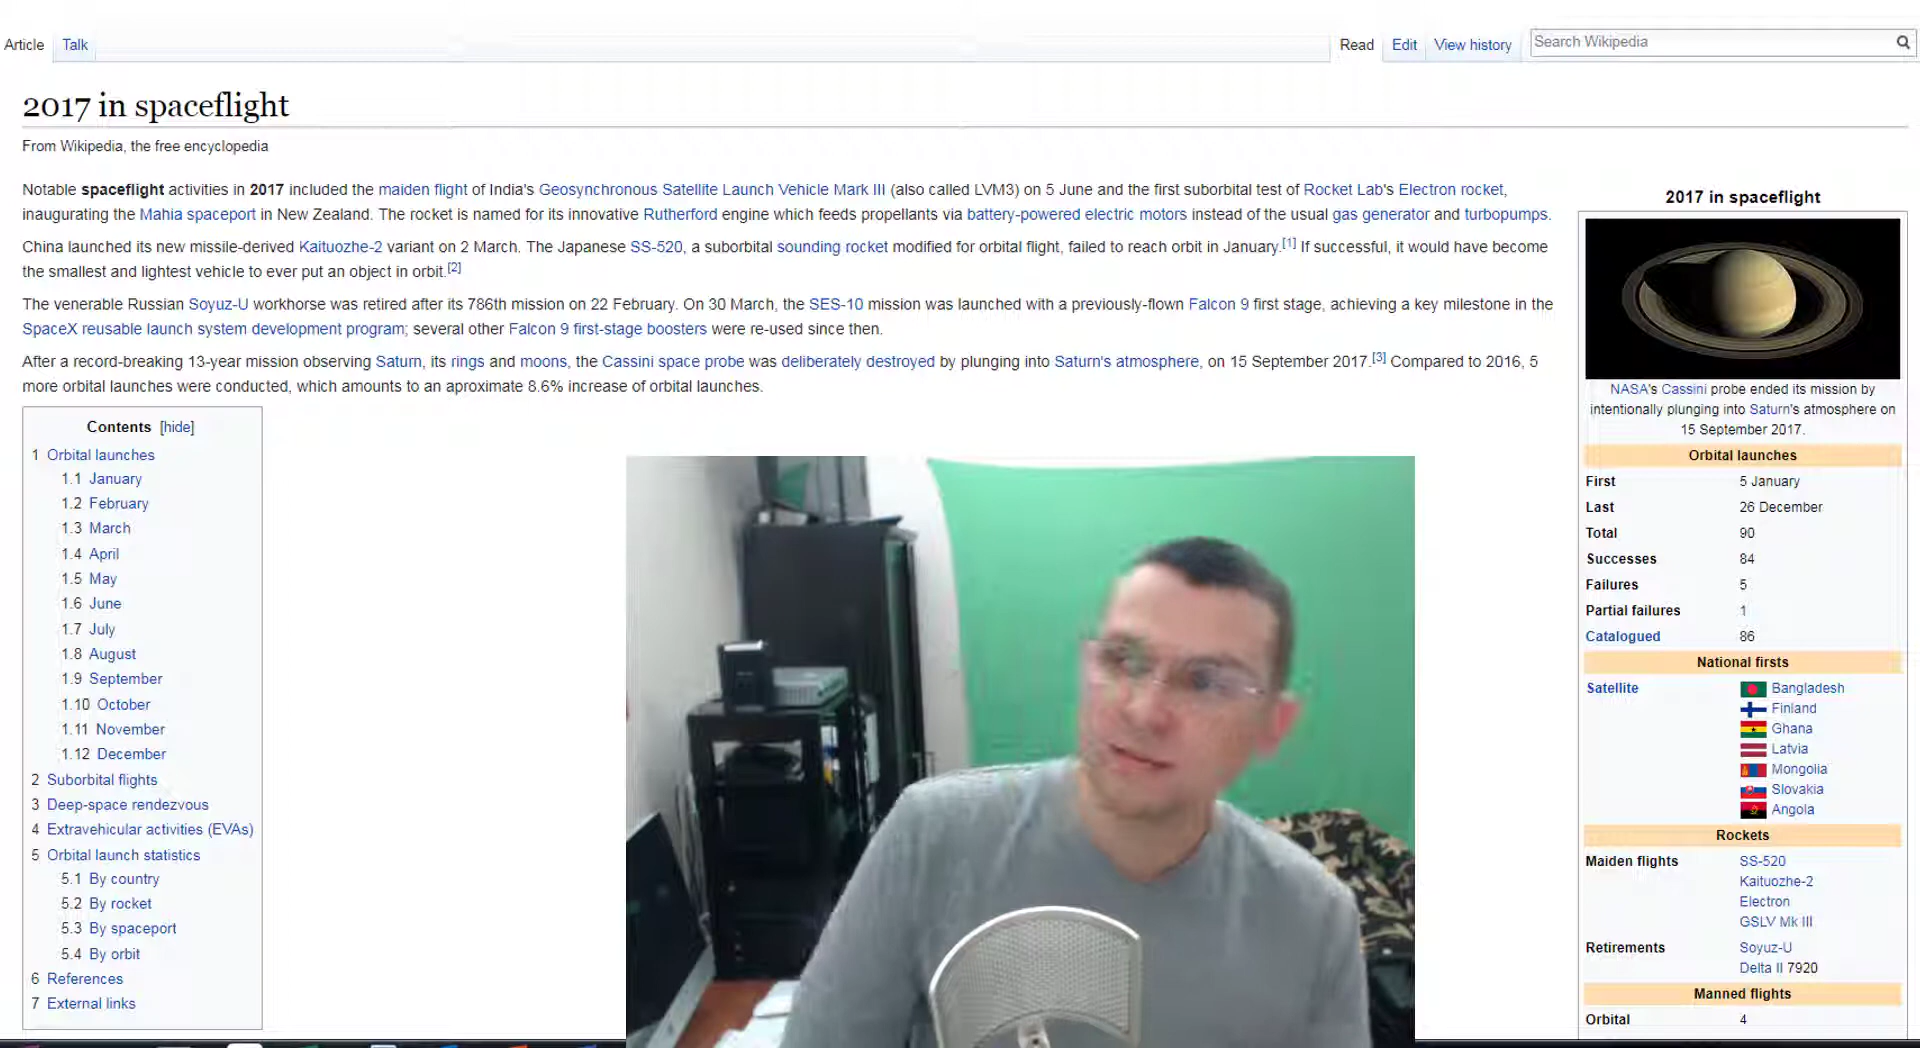 Article Talk Read Edit View history Search Wikipedia
2017 in spaceflight
From Wikipedia, the free encyclopedia
Notable spaceflight activities in 2017 included the maiden flight of India's Geosynchronous Satellite Launch Vehicle Mark III (also called LVM3) on 5 June and the first suborbital test of Rocket Lab's Electron rocket,
inaugurating the Mahia spaceport in New Zealand. The rocket is named for its innovative Rutherford engine which feeds propellants via battery-powered electric motors instead of the usual gas generator and turbopumps.
China launched its new missile-derived Kaituozhe-2 variant on 2 March. The Japanese SS-520, a suborbital sounding rocket modified for orbital flight, failed to reach orbit in January.[1] If successful, it would have become
the smallest and lightest vehicle to ever put an object in orbit.[2]
The venerable Russian Soyuz-U workhorse was retired after its 786th mission on 22 February. On 30 March, the SES-10 mission was launched with a previously-flown Falcon 9 first stage, achieving a key milestone in the
SpaceX reusable launch system development program; several other Falcon 9 first-stage boosters were re-used since then.
After a record-breaking 13-year mission observing Saturn, its rings and moons, the Cassini space probe was deliberately destroyed by plunging into Saturn's atmosphere, on 15 September 2017.[3] Compared to 2016, 5
more orbital launches were conducted, which amounts to an aproximate 8.6% increase of orbital launches.
Contents [hide]
1 Orbital launches
1.1 January
1.2 February
1.3 March
1.4 April
1.5 May
1.6 June
1.7 July
1.8 August
1.9 September
1.10 October
1.11 November
1.12 December
2 Suborbital flights
3 Deep-space rendezvous
4 Extravehicular activities (EVAs)
5 Orbital launch statistics
5.1 By country
5.2 By rocket
5.3 By spaceport
5.4 By orbit
6 References
7 External links
2017 in spaceflight
NASA's Cassini probe ended its mission by
intentionally plunging into Saturn's atmosphere on
15 September 2017.
Orbital launches
First 5 January
Last 26 December
Total 90
Successes 84
Failures 5
Partial failures 1
Catalogued 86
National firsts
Satellite Bangladesh
Finland
Ghana
Latvia
Mongolia
Slovakia
Angola
Rockets
Maiden flights SS-520
Kaituozhe-2
Electron
GSLV Mk III
Retirements Soyuz-U
Delta II 7920
Manned flights
Orbital 4